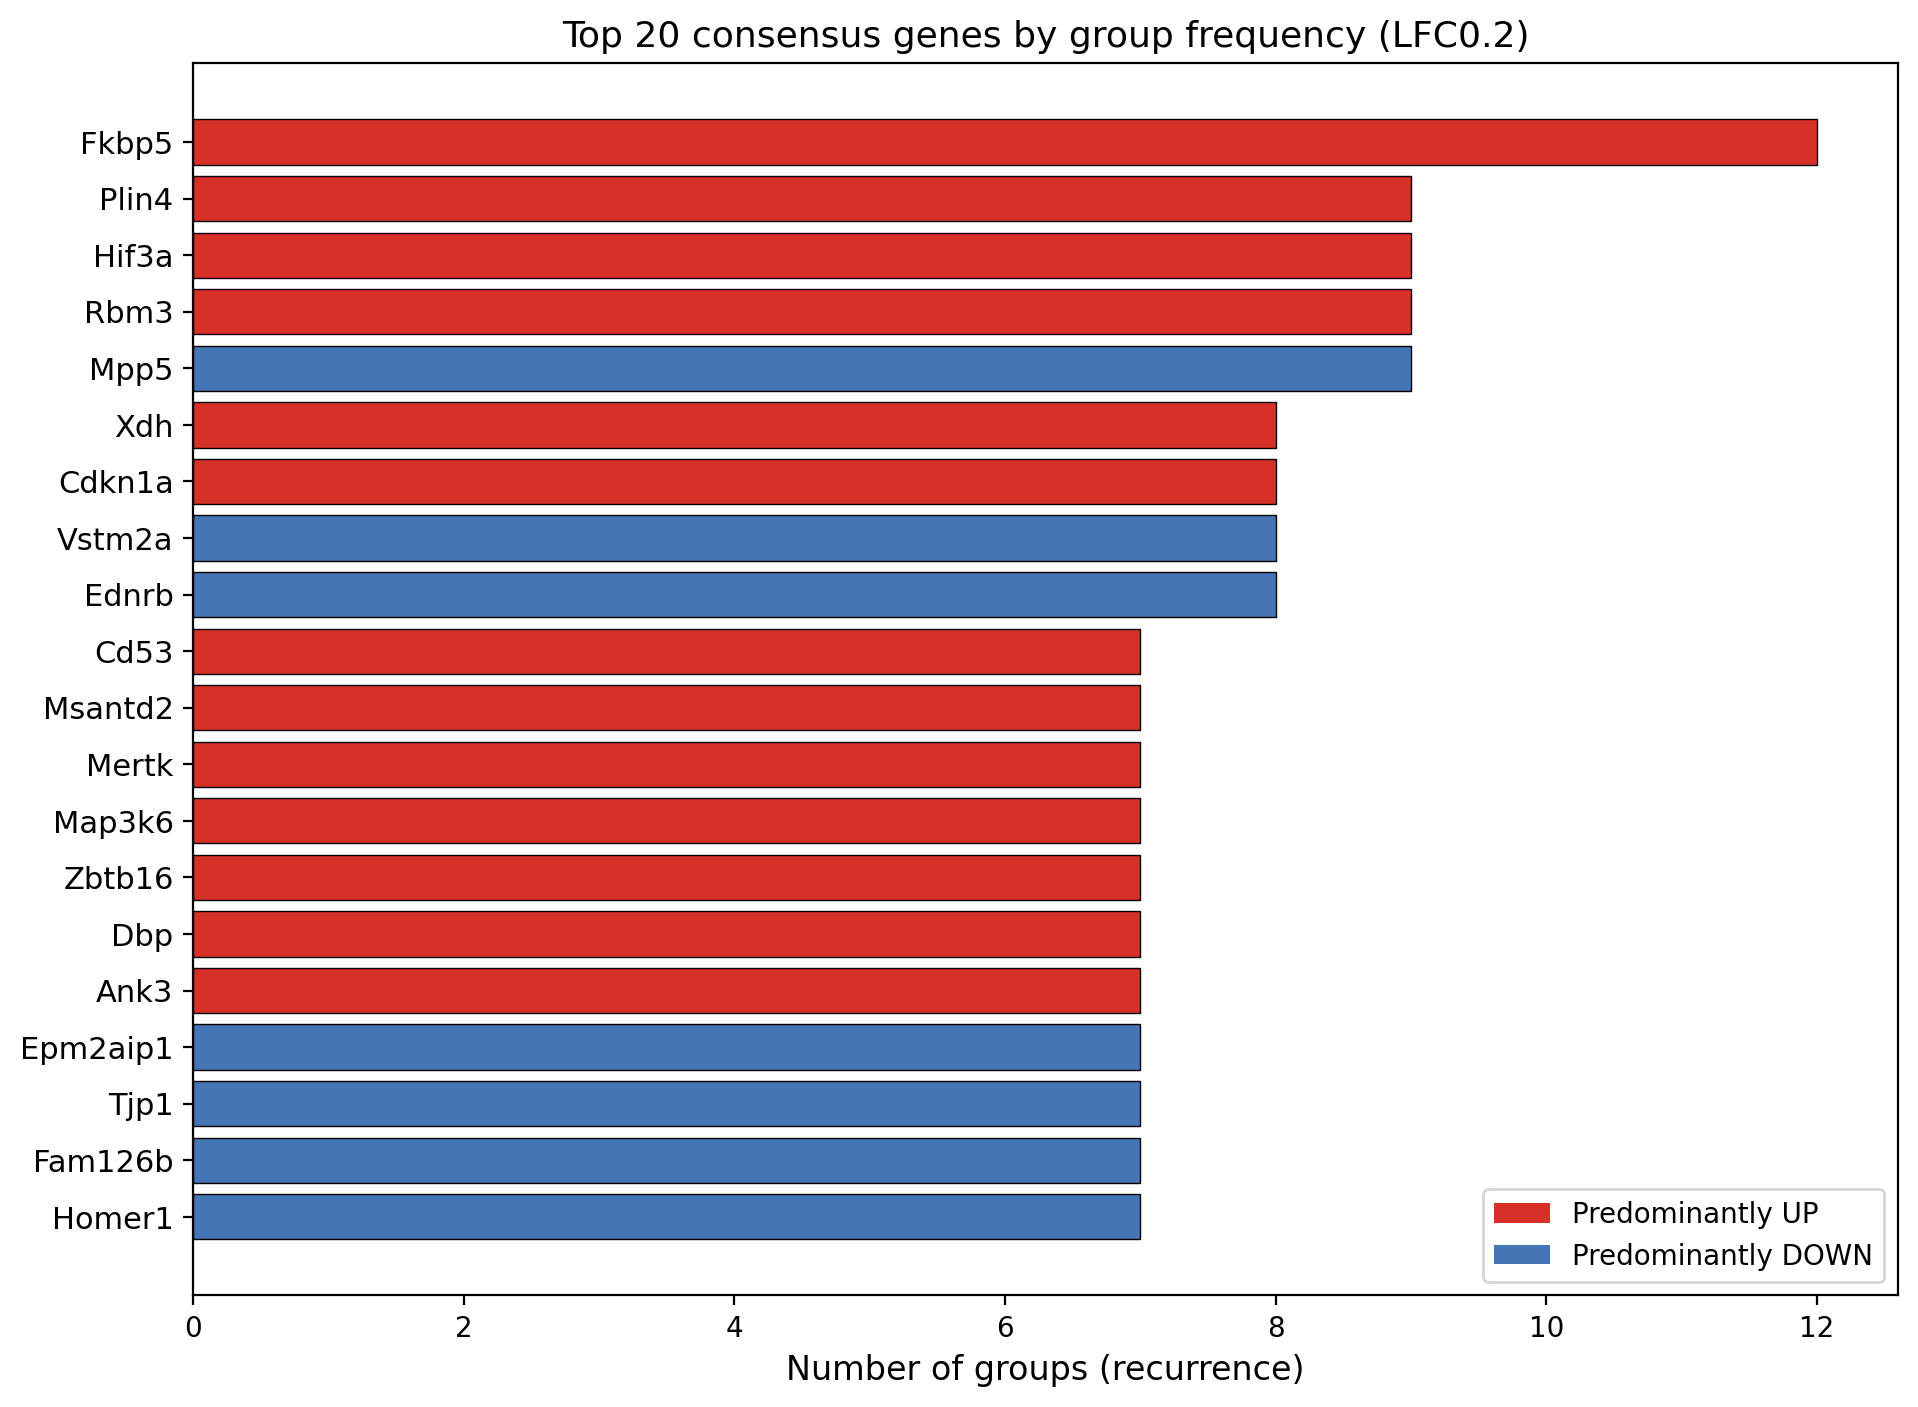 Top 20 consensus genes by group frequency (LFC0.2)
Fkbp5
Plin4
Hif3a
Rbm3
Mpp5
Xdh
Cdkn1a
Vstm2a
Ednrb
Cd53
Msantd2
Mertk
Map3k6
Zbtb16
Dbp
Ank3
Epm2aip1
Tjp1
Fam126b
Homer1
Predominantly UP
Predominantly DOWN
0 2 4 6 8 10 12
Number of groups (recurrence)